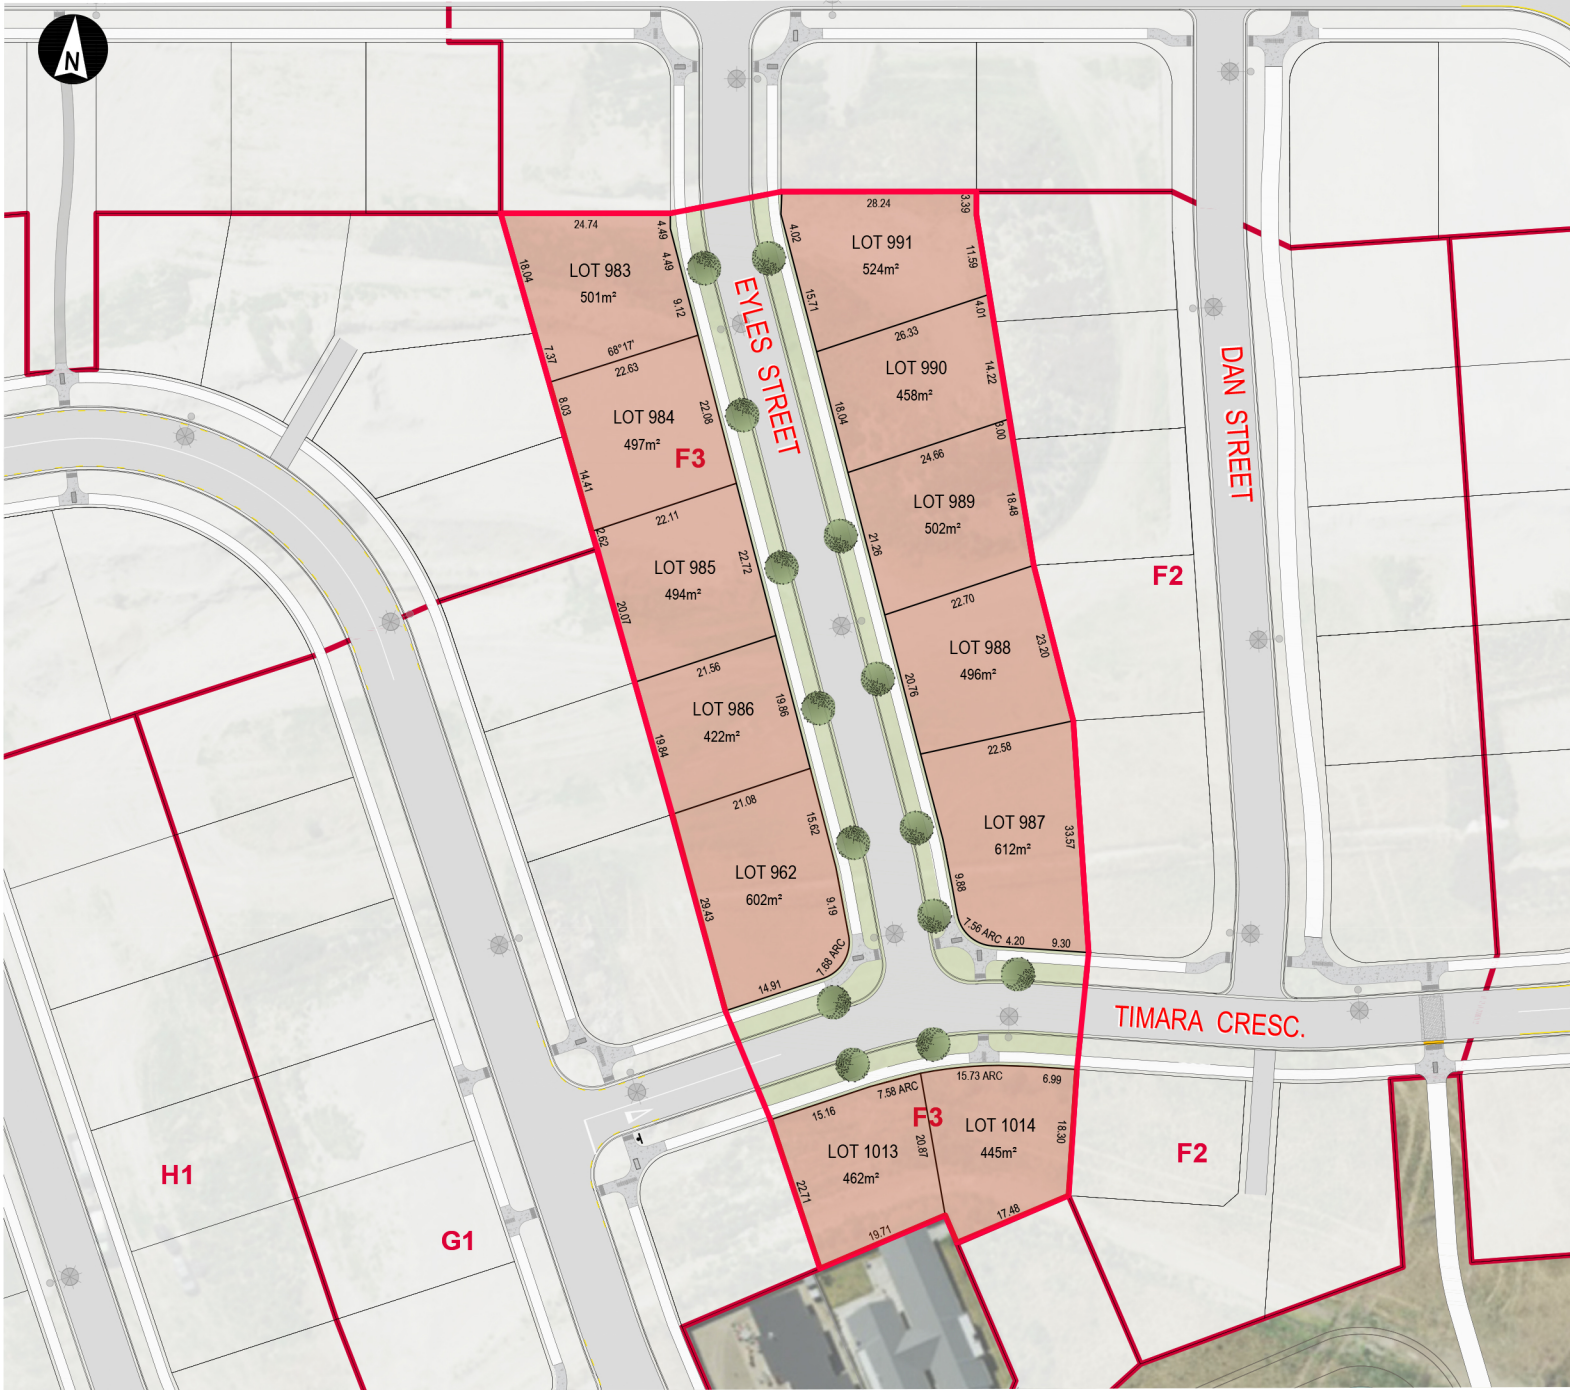 N
24.74
4.49
4.49
18.04
LOT 983
501m²
9.12
7.37
68°17'
22.63
8.03
LOT 984
497m²
22.08
F3
14.41
22.11
2.62
LOT 985
494m²
22.72
20.07
21.56
LOT 986
422m²
19.86
19.84
21.08
15.62
LOT 962
602m²
9.19
29.43
7.68 ARC
14.91
EYLES STREET
28.24
3.39
4.02
LOT 991
524m²
11.59
15.71
4.01
26.33
LOT 990
458m²
14.22
18.04
3.00
24.66
LOT 989
502m²
18.48
21.26
22.70
LOT 988
496m²
23.20
20.76
22.58
LOT 987
612m²
33.57
9.88
7.56 ARC
4.20
9.30
DAN STREET
F2
TIMARA CRESC.
15.73 ARC
6.99
7.58 ARC
15.16
F3
LOT 1014
445m²
18.30
20.87
LOT 1013
462m²
22.71
17.48
19.71
F2
H1
G1